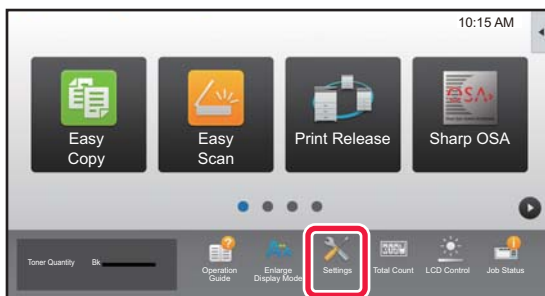 10:15 AM
Easy
Copy
Easy
Scan
Print Release
OSA
Sharp OSA
Toner Quantity Bk
Operation
Guide
Enlarge
Display Mode
Settings
Total Count
LCD Control
Job Status